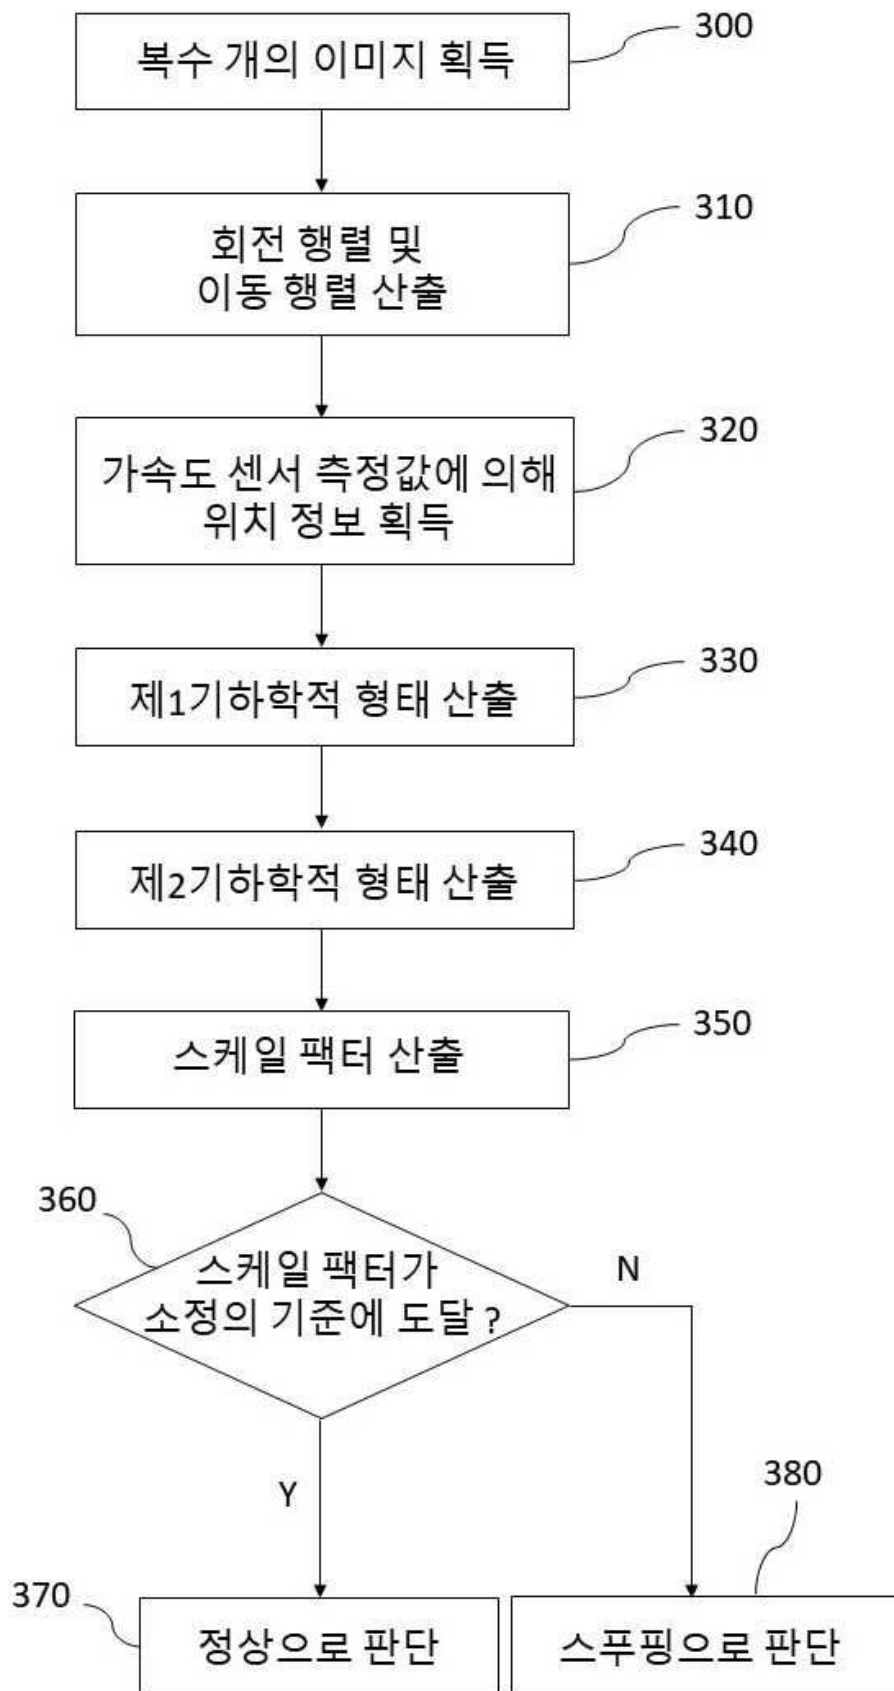 300
복수 개의 이미지 획득
310
회전 행렬 및
이동 행렬 산출
320
가속도 센서 측정값에 의해
위치 정보 획득
330
제1기하학적 형태 산출
340
제2기하학적 형태 산출
350
스케일 팩터 산출
360
스케일 팩터가
소정의 기준에 도달 ?
N
Y
380
370
정상으로 판단
스푸핑으로 판단